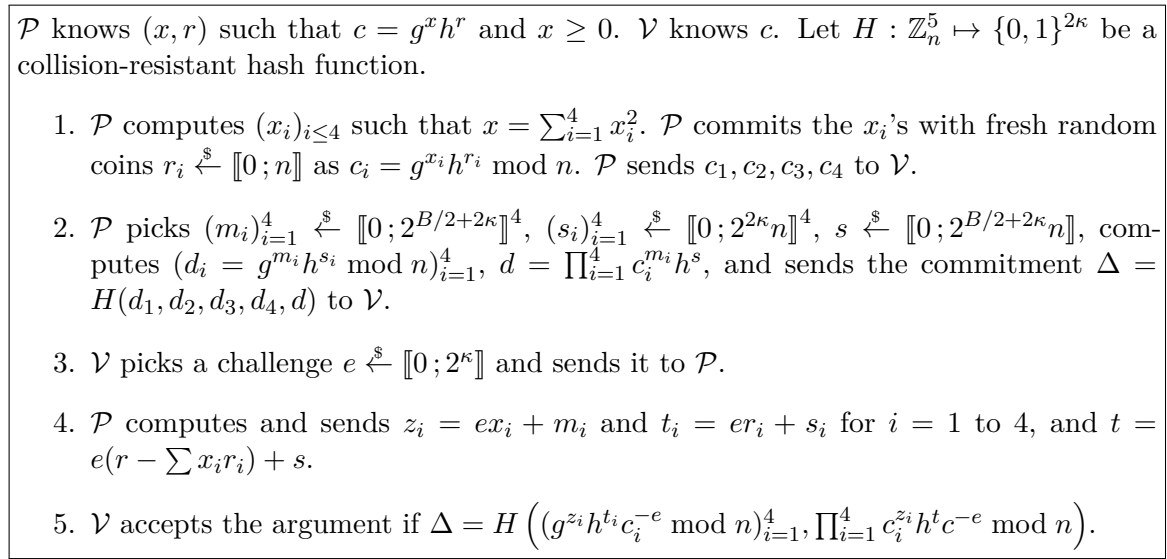 𝒫 knows (x, r) such that c = g^x h^r and x ≥ 0. 𝒱 knows c. Let H : ℤ_n^5 ↦ {0, 1}^{2κ} be a
collision-resistant hash function.
1. 𝒫 computes (x_i)_{i≤4} such that x = ∑_{i=1}^4 x_i^2. 𝒫 commits the x_i's with fresh random
coins r_i ←^$ ⟦0 ; n⟧ as c_i = g^{x_i} h^{r_i} mod n. 𝒫 sends c_1, c_2, c_3, c_4 to 𝒱.
2. 𝒫 picks (m_i)_{i=1}^4 ←^$ ⟦0 ; 2^{B/2+2κ}⟧^4, (s_i)_{i=1}^4 ←^$ ⟦0 ; 2^{2κ}n⟧^4, s ←^$ ⟦0 ; 2^{B/2+2κ}n⟧, com-
putes (d_i = g^{m_i} h^{s_i} mod n)_{i=1}^4, d = ∏_{i=1}^4 c_i^{m_i} h^s, and sends the commitment Δ =
H(d_1, d_2, d_3, d_4, d) to 𝒱.
3. 𝒱 picks a challenge e ←^$ ⟦0 ; 2^κ⟧ and sends it to 𝒫.
4. 𝒫 computes and sends z_i = ex_i + m_i and t_i = er_i + s_i for i = 1 to 4, and t =
e(r − ∑ x_i r_i) + s.
5. 𝒱 accepts the argument if Δ = H ((g^{z_i} h^{t_i} c_i^{−e} mod n)_{i=1}^4, ∏_{i=1}^4 c_i^{z_i} h^t c^{−e} mod n).